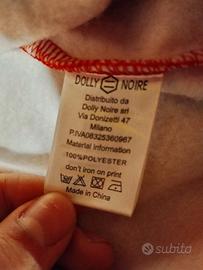 DOLLY NOIRE
Distribuito da
Dolly Noire srl
Via Donizetti 47
Milano
P.IVA08325360967
Material information
100%POLYESTER
don't iron on print
Made in China
subito